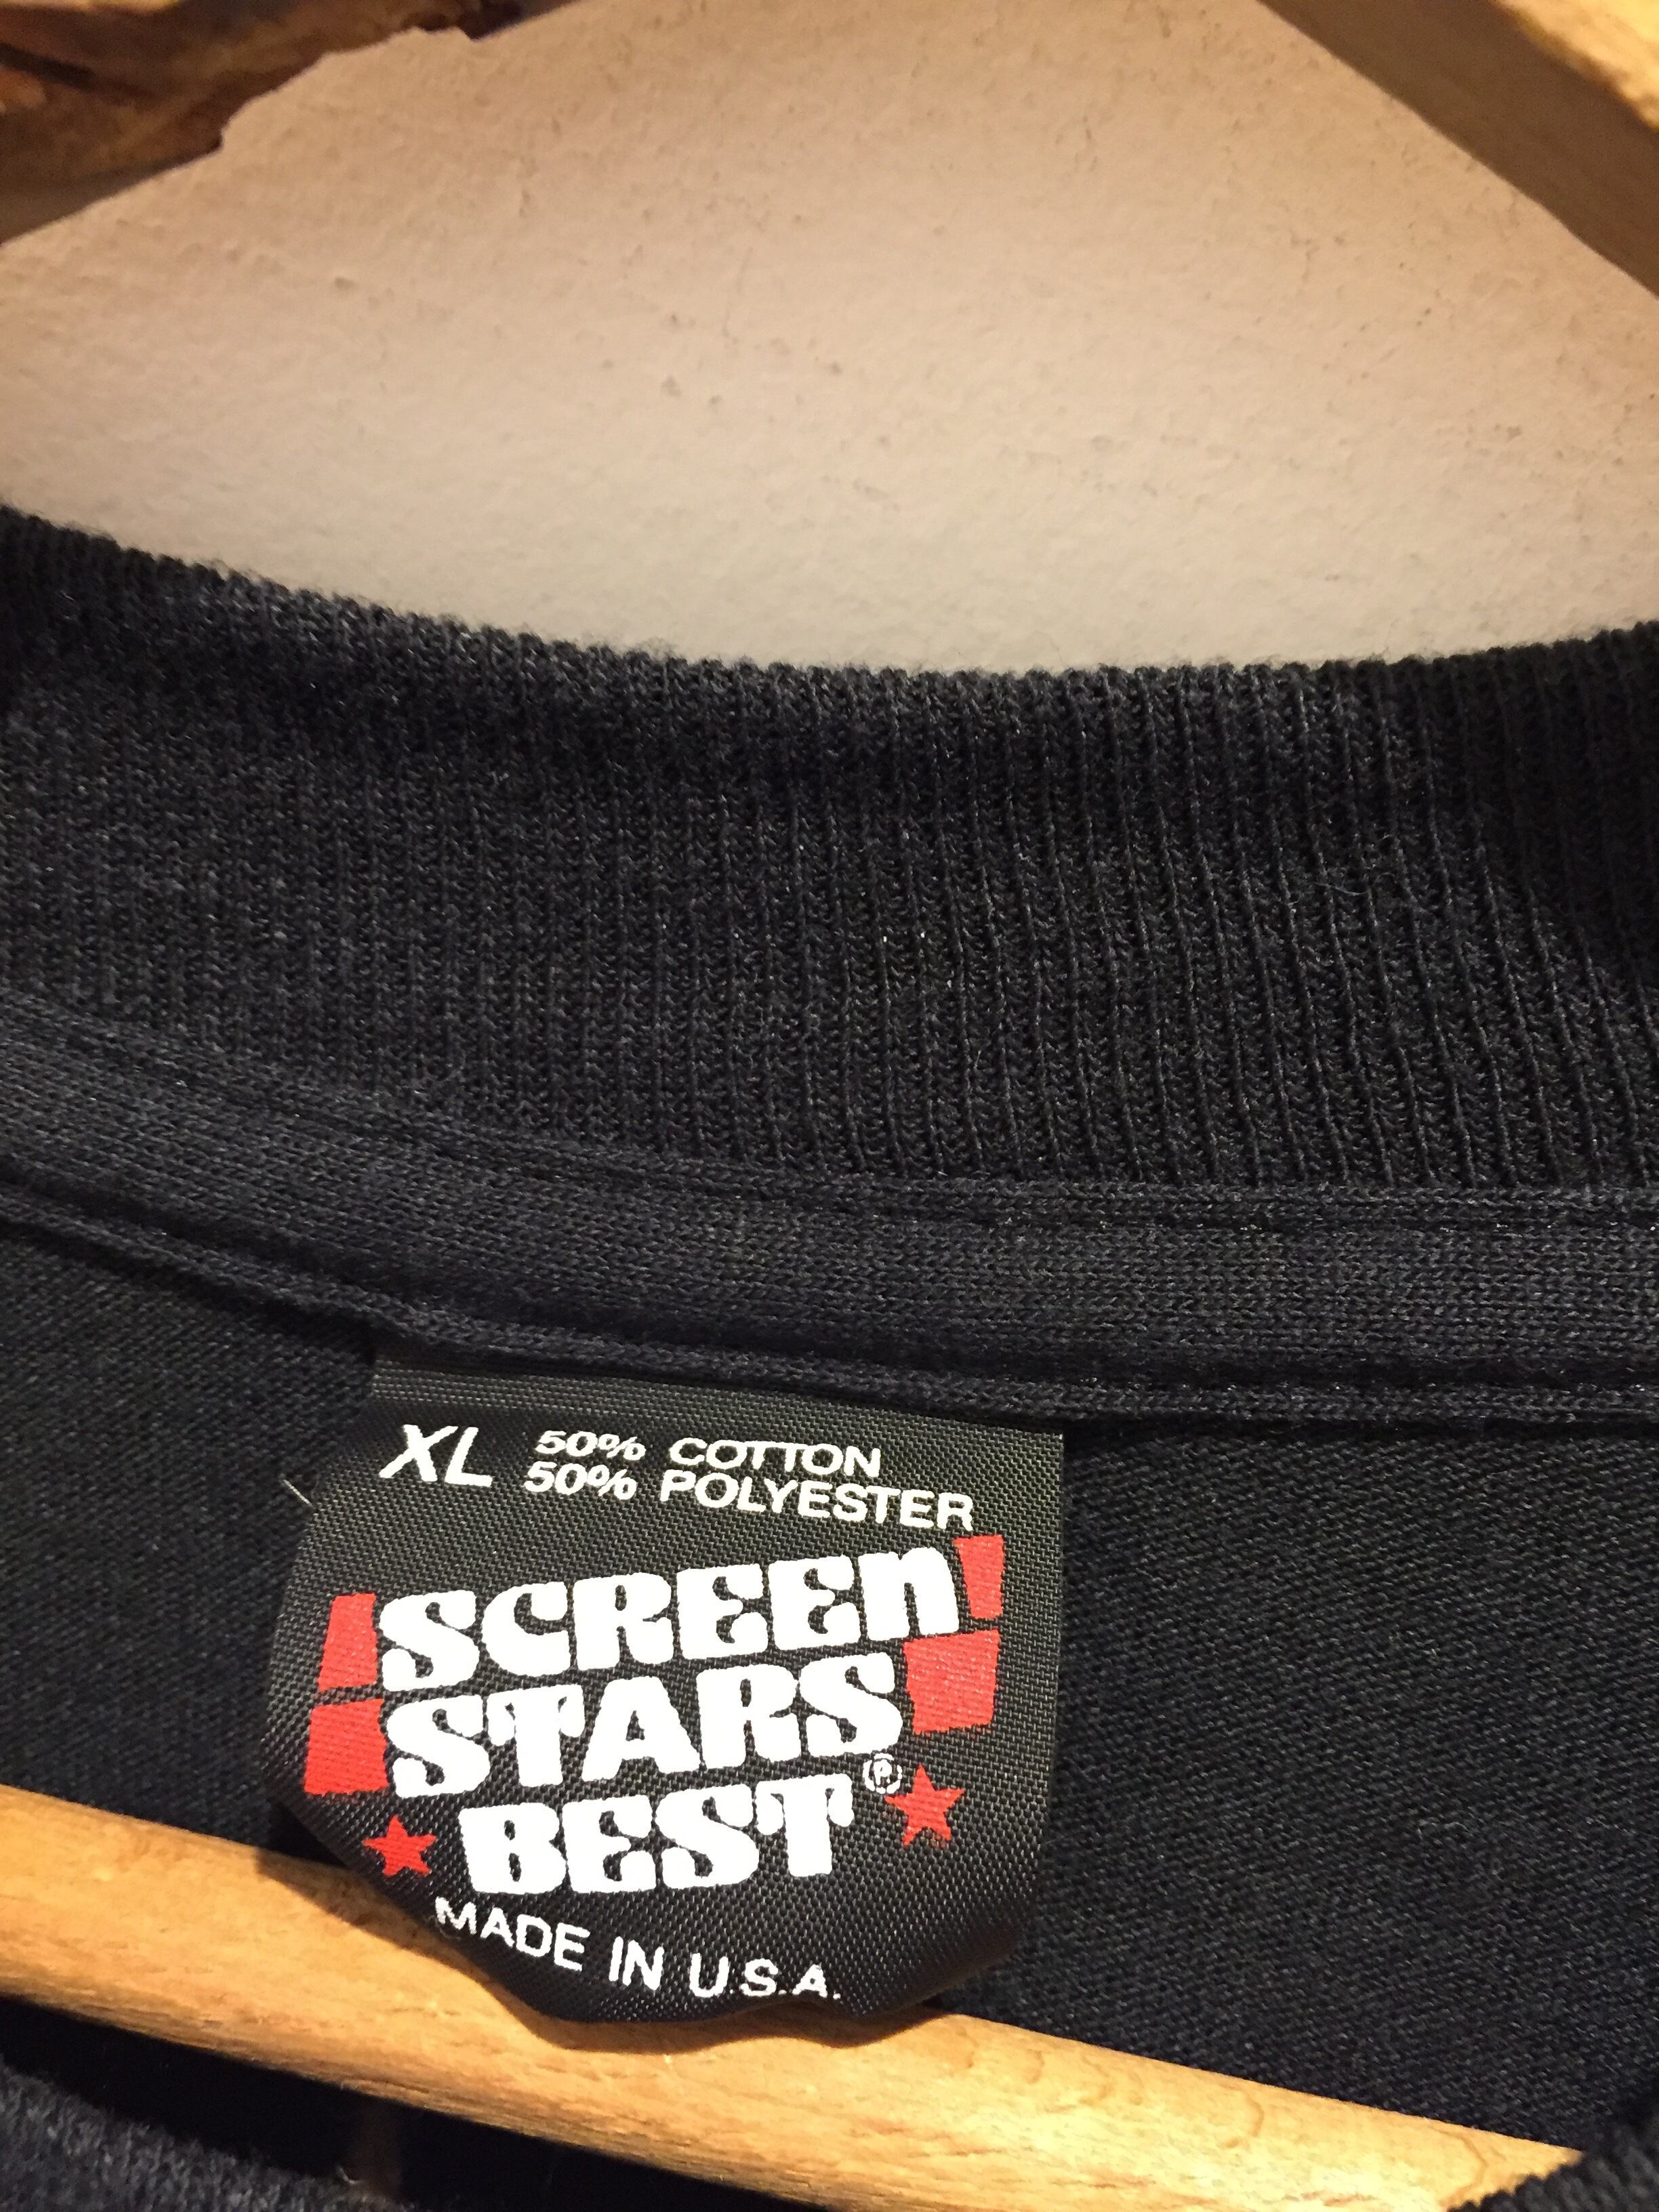 XL 50% COTTON
50% POLYESTER
SCREEn
STARS
BEST®
MADE IN U.S.A.